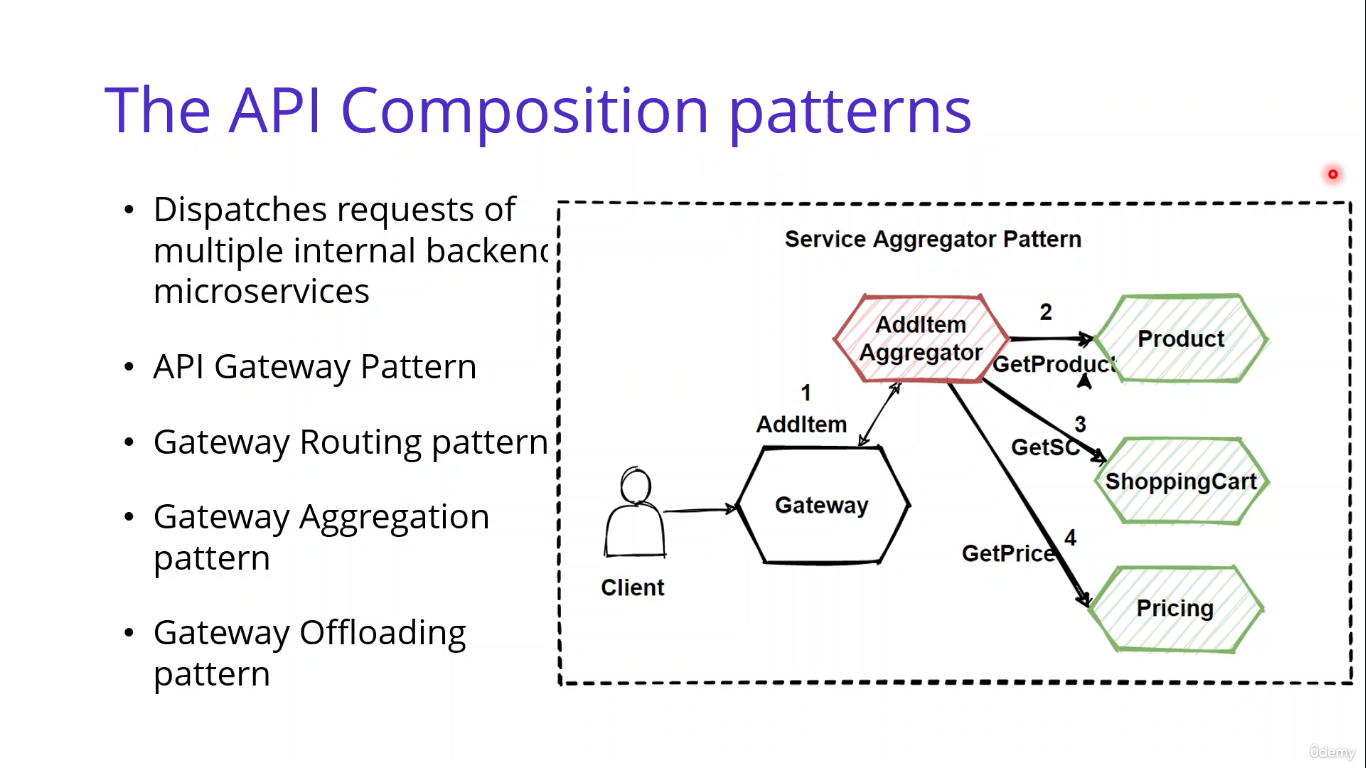 The API Composition patterns
• Dispatches requests of
multiple internal backend
microservices
• API Gateway Pattern
• Gateway Routing pattern
• Gateway Aggregation
pattern
• Gateway Offloading
pattern
Service Aggregator Pattern
AddItem
Aggregator
2
GetProduct
Product
1
AddItem
3
GetSC
ShoppingCart
Gateway
4
GetPrice
Pricing
Client
ûdemy